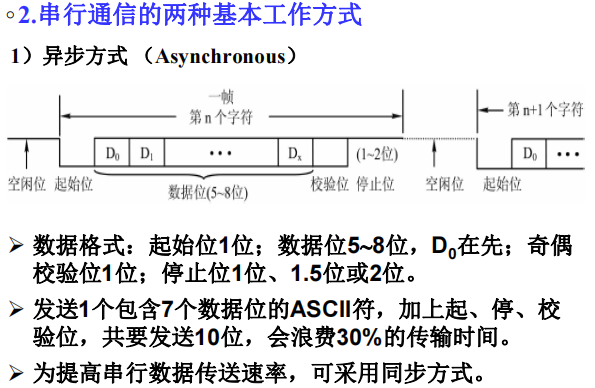 2.串行通信的两种基本工作方式
1）异步方式 （Asynchronous）
一帧
第n个字符
第n+1个字符
D0 D1 ••• Dx (1~2位) D0 •••
空闲位 起始位 数据位(5~8位) 校验位 停止位 空闲位 起始位
➢ 数据格式：起始位1位；数据位5~8位，D0在先；奇偶
校验位1位；停止位1位、1.5位或2位。
➢ 发送1个包含7个数据位的ASCII符，加上起、停、校
验位，共要发送10位，会浪费30%的传输时间。
➢ 为提高串行数据传送速率，可采用同步方式。